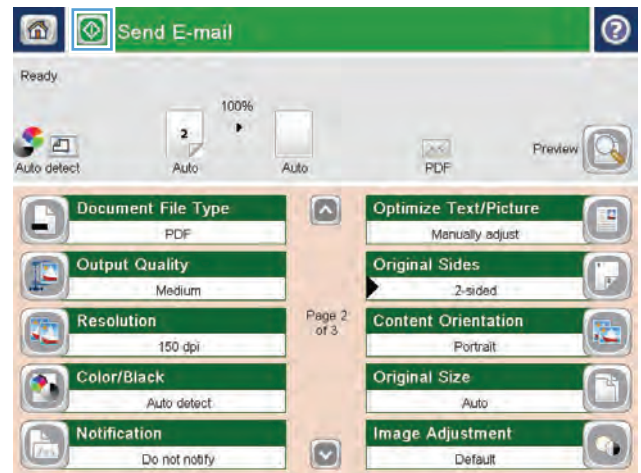 Send E-mail
?
Ready
100%
2
Auto detect
Auto
Auto
PDF
Preview
Document File Type
PDF
Output Quality
Medium
Resolution
150 dpi
Color/Black
Auto detect
Notification
Do not notify
Page 2
of 3
Optimize Text/Picture
Manually adjust
Original Sides
2-sided
Content Orientation
Portrait
Original Size
Auto
Image Adjustment
Default